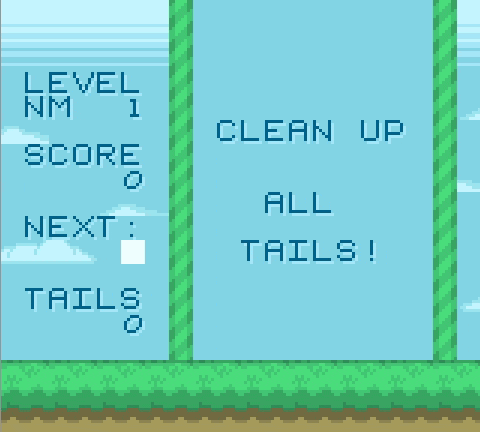 LEVEL
NM 1
SCORE
0
NEXT:
TAILS
0
CLEAN UP
ALL
TAILS!